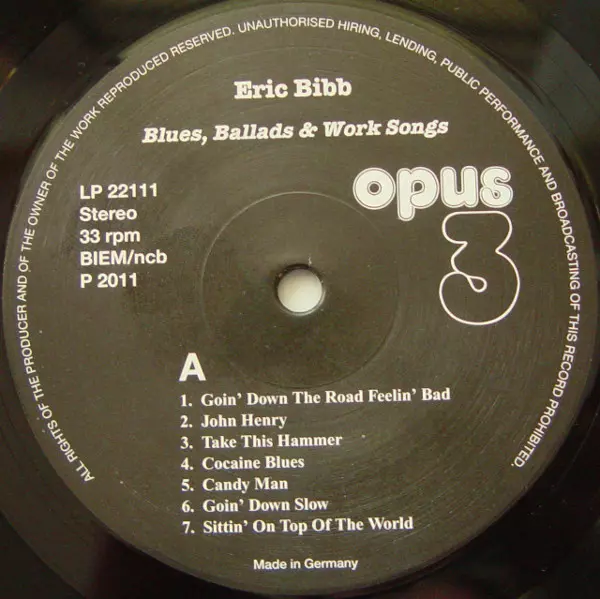 ALL RIGHTS OF THE PRODUCER AND OF THE OWNER OF THE WORK REPRODUCED RESERVED. UNAUTHORISED HIRING, LENDING, PUBLIC PERFORMANCE AND BROADCASTING OF THIS RECORD PROHIBITED.
Eric Bibb
Blues, Ballads & Work Songs
LP 22111
Stereo
33 rpm
BIEM/ncb
P 2011
opus
3
A
1. Goin' Down The Road Feelin' Bad
2. John Henry
3. Take This Hammer
4. Cocaine Blues
5. Candy Man
6. Goin' Down Slow
7. Sittin' On Top Of The World
Made in Germany